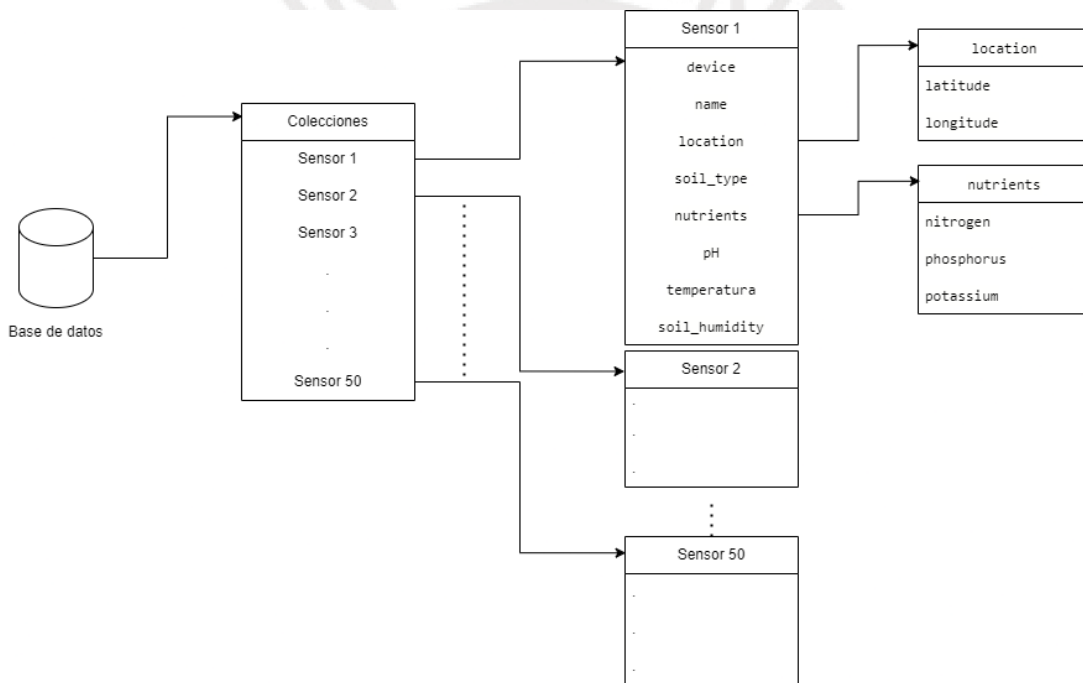 Base de datos
Colecciones
Sensor 1
Sensor 2
Sensor 3
.
.
.
Sensor 50
Sensor 1
device
name
location
soil_type
nutrients
pH
temperatura
soil_humidity
location
latitude
longitude
nutrients
nitrogen
phosphorus
potassium
Sensor 2
.
.
.
Sensor 50
.
.
.